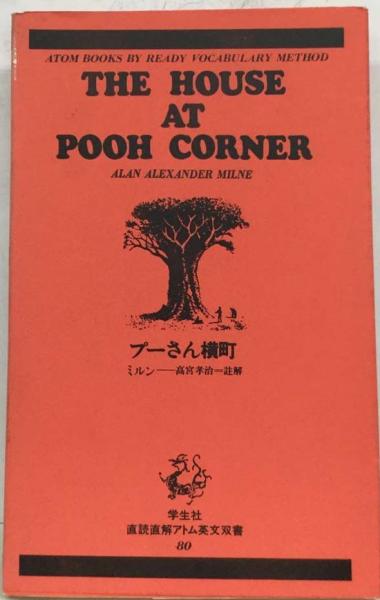 ATOM BOOKS BY READY VOCABULARY METHOD
THE HOUSE
AT
POOH CORNER
ALAN ALEXANDER MILNE
プーさん横町
ミルン——高宮孝治＝註解
学生社
直読直解アトム英文双書
80